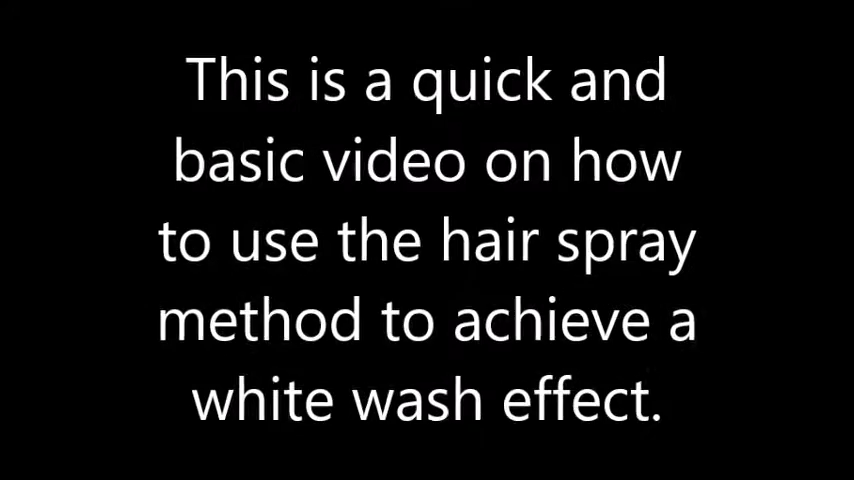 This is a quick and
basic video on how
to use the hair spray
method to achieve a
white wash effect.